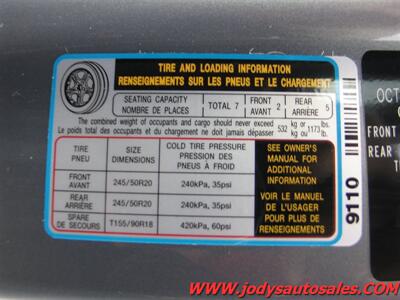 TIRE AND LOADING INFORMATION
RENSEIGNEMENTS SUR LES PNEUS ET LE CHARGEMENT
SEATING CAPACITY
NOMBRE DE PLACES
TOTAL 7
FRONT
AVANT 2
REAR
ARRIÈRE 5
The combined weight of occupants and cargo should never exceed
Le poids total des occupants et du chargement ne doit jamais dépasser
532 kg or
kg ou
1173 lbs.
lb.
TIRE
PNEU
SIZE
DIMENSIONS
COLD TIRE PRESSURE
PRESSION DES
PNEUS À FROID
FRONT
AVANT
245/50R20
240kPa, 35psi
REAR
ARRIÈRE
245/50R20
240kPa, 35psi
SPARE
DE SECOURS
T155/90R18
420kPa, 60psi
SEE OWNER'S
MANUAL FOR
ADDITIONAL
INFORMATION
VOIR LE MANUEL
DE L'USAGER
POUR PLUS DE
RENSEIGNEMENTS
9110
OCT
FRONT
REAR
www.jodysautosales.COM